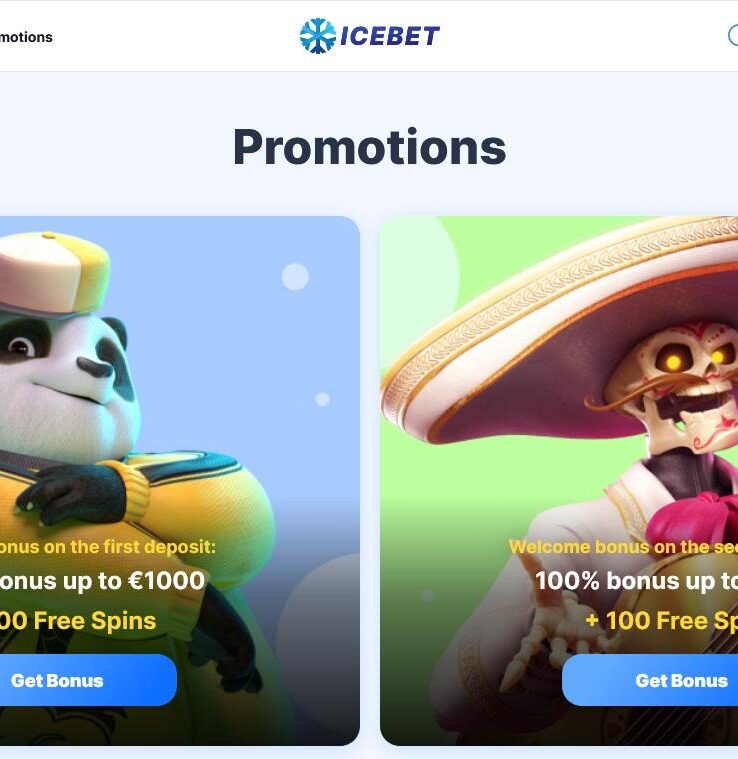 motions
ICEBET
Promotions
onus on the first deposit:
onus up to €1000
00 Free Spins
Get Bonus
Welcome bonus on the sec
100% bonus up to
+ 100 Free Sp
Get Bonus